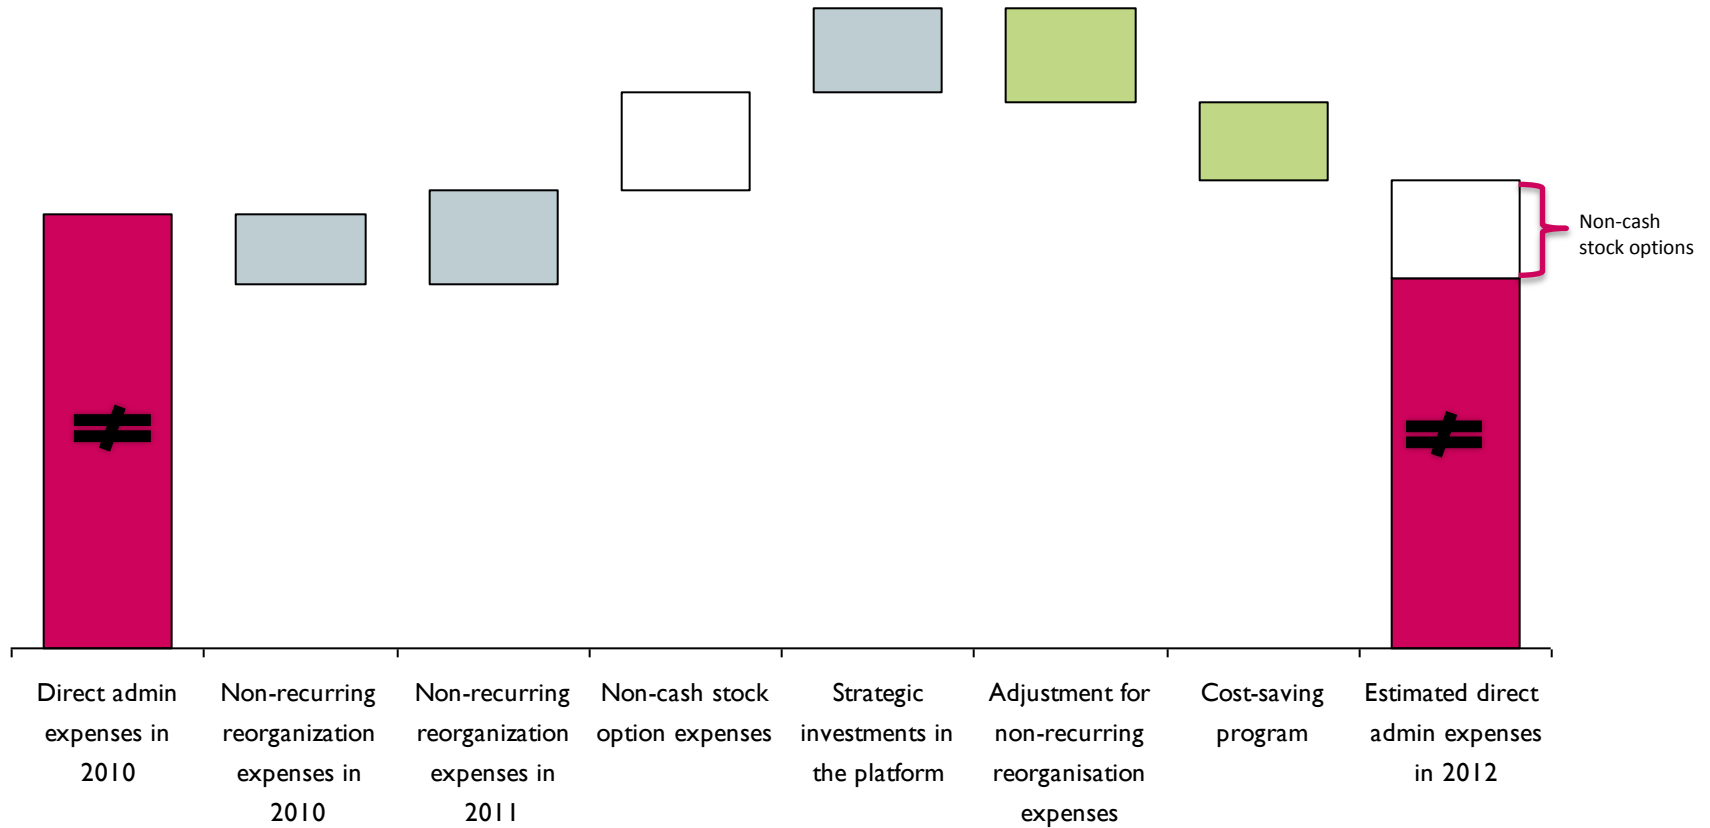 Non-cash
stock options
Direct admin
expenses in
2010
Non-recurring
reorganization
expenses in
2010
Non-recurring
reorganization
expenses in
2011
Non-cash stock
option expenses
Strategic
investments in
the platform
Adjustment for
non-recurring
reorganisation
expenses
Cost-saving
program
Estimated direct
admin expenses
in 2012